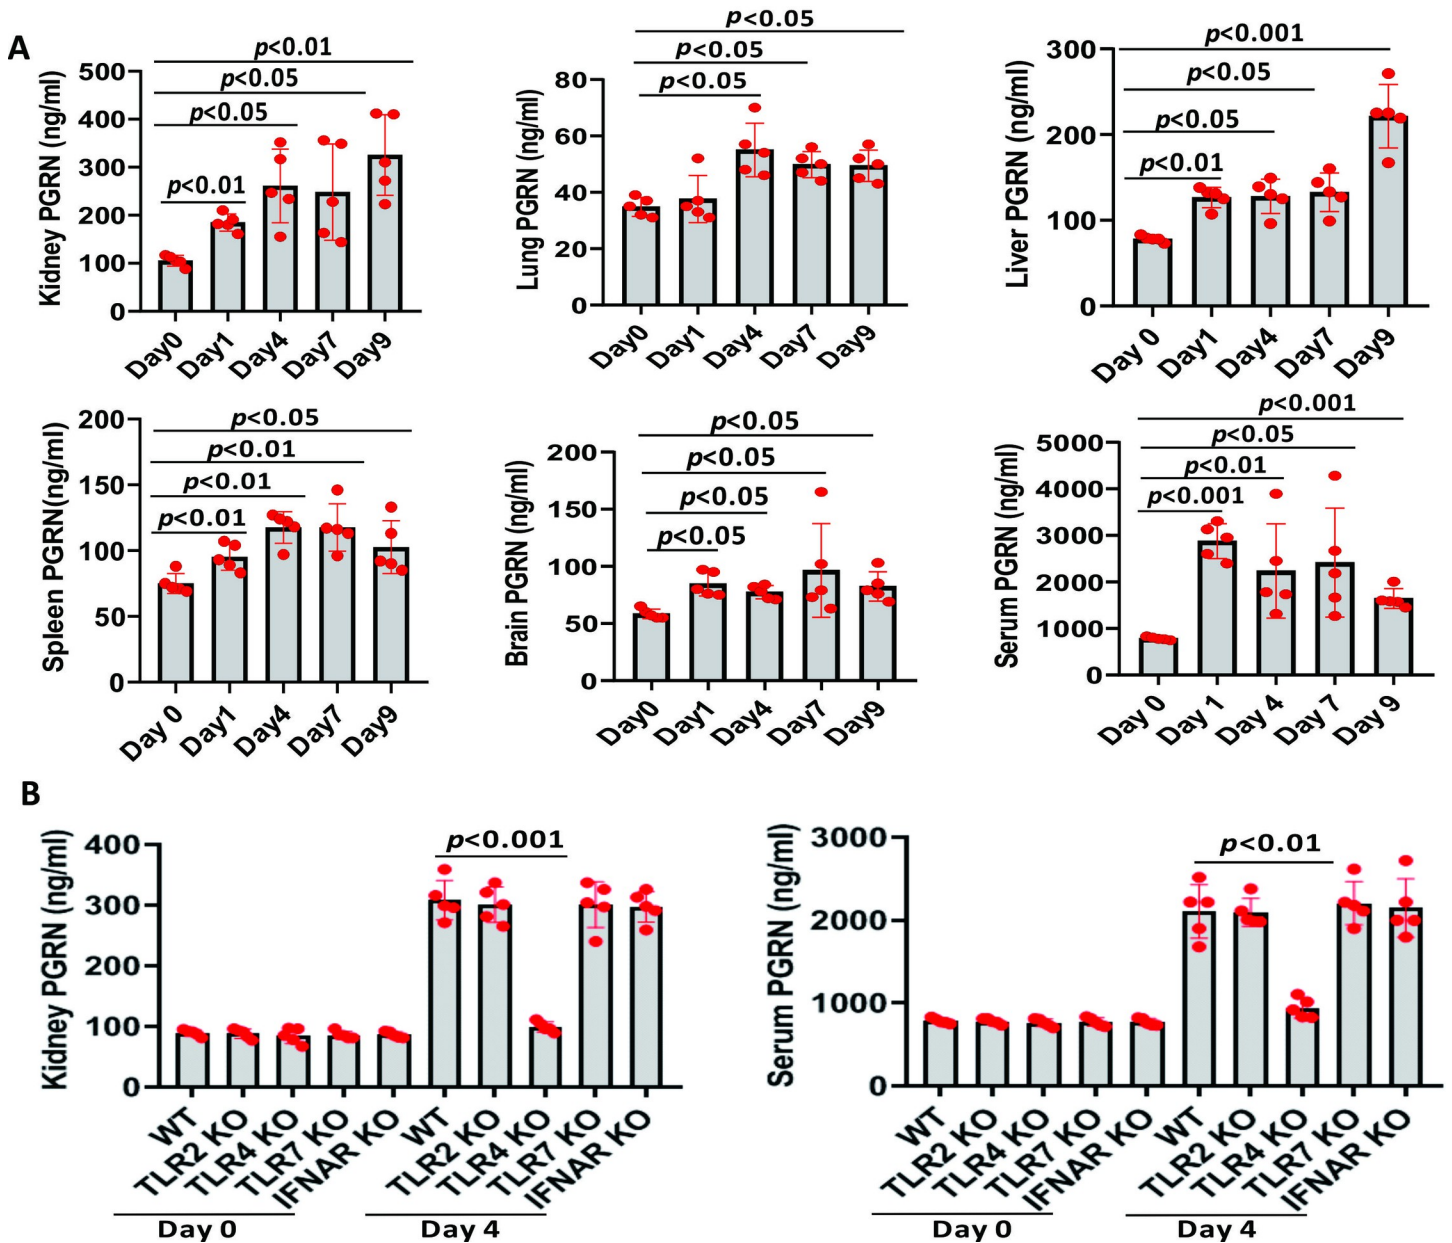 A
Kidney PGRN (ng/ml)
500
400
300
200
100
0
p<0.01
p<0.05
p<0.05
p<0.01
Day0
Day1
Day4
Day7
Day9
Lung PGRN (ng/ml)
80
60
40
20
0
p<0.05
p<0.05
p<0.05
Day0
Day1
Day4
Day7
Day9
Liver PGRN (ng/ml)
300
200
100
0
p<0.001
p<0.05
p<0.05
p<0.01
Day 0
Day1
Day4
Day7
Day9
Spleen PGRN(ng/ml)
200
150
100
50
0
p<0.05
p<0.01
p<0.01
p<0.01
Day 0
Day1
Day4
Day7
Day9
Brain PGRN (ng/ml)
200
150
100
50
0
p<0.05
p<0.05
p<0.05
p<0.05
Day0
Day1
Day4
Day7
Day9
Serum PGRN (ng/ml)
5000
4000
3000
2000
1000
0
p<0.001
p<0.05
p<0.01
p<0.001
Day 0
Day 1
Day 4
Day 7
Day 9
B
Kidney PGRN (ng/ml)
400
300
200
100
0
p<0.001
WT
TLR2 KO
TLR4 KO
TLR7 KO
IFNAR KO
WT
TLR2 KO
TLR4 KO
TLR7 KO
IFNAR KO
Day 0
Day 4
Serum PGRN (ng/ml)
3000
2000
1000
0
p<0.01
WT
TLR2 KO
TLR4 KO
TLR7 KO
IFNAR KO
WT
TLR2 KO
TLR4 KO
TLR7 KO
IFNAR KO
Day 0
Day 4